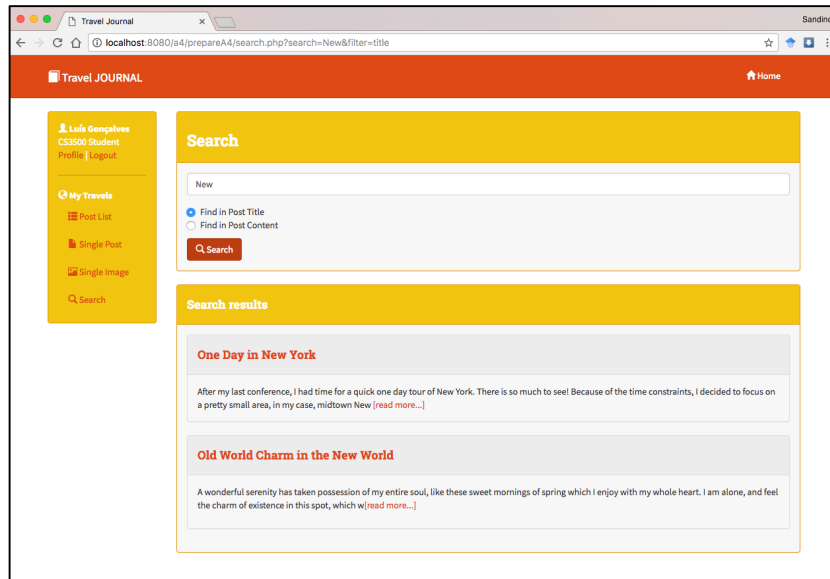 Travel Journal
Sandino
localhost:8080/a4/prepareA4/search.php?search=New&filter=title
Travel JOURNAL
Home
Luís Gonçalves
CS3500 Student
Profile | Logout
My Travels
Post List
Single Post
Single Image
Search
Search
New
Find in Post Title
Find in Post Content
Search
Search results
One Day in New York
After my last conference, I had time for a quick one day tour of New York. There is so much to see! Because of the time constraints, I decided to focus on
a pretty small area, in my case, midtown New [read more...]
Old World Charm in the New World
A wonderful serenity has taken possession of my entire soul, like these sweet mornings of spring which I enjoy with my whole heart. I am alone, and feel
the charm of existence in this spot, which w[read more...]